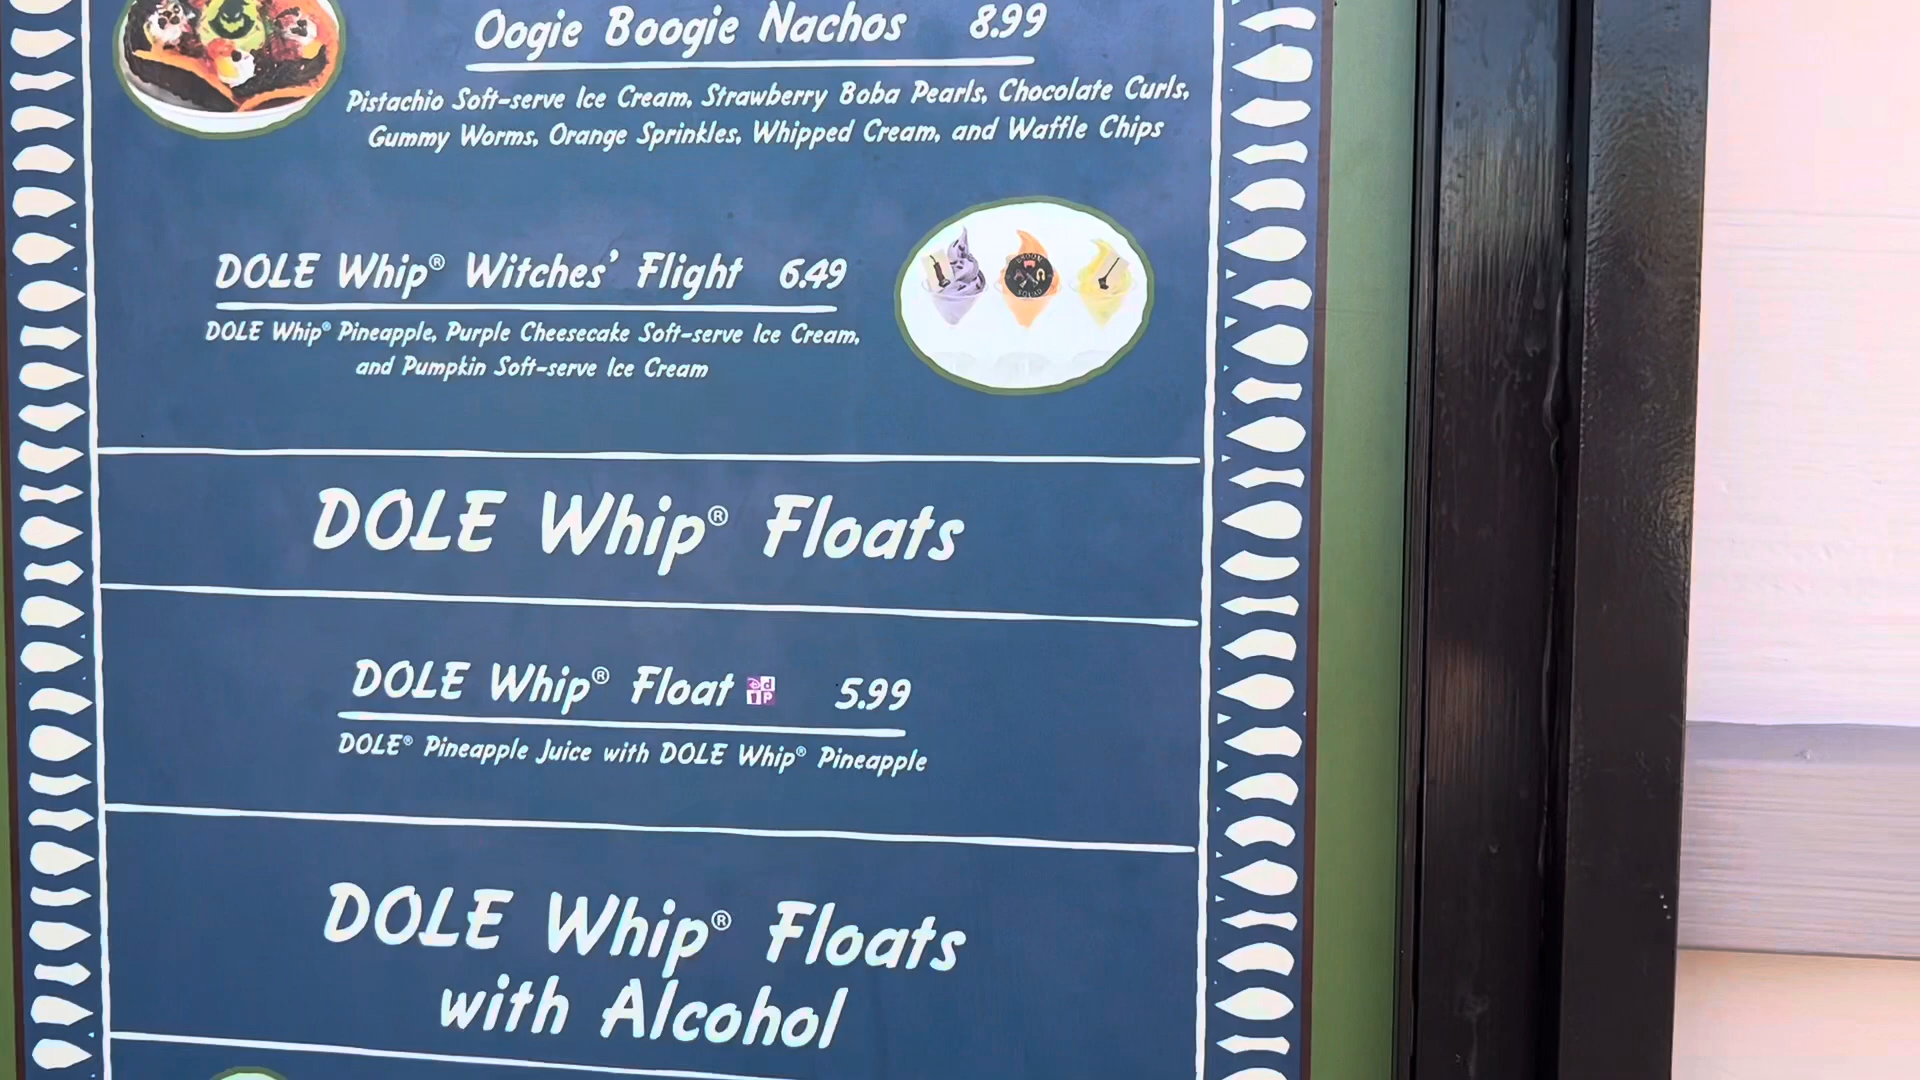 Oogie Boogie Nachos 8.99
Pistachio Soft-serve Ice Cream, Strawberry Boba Pearls, Chocolate Curls,
Gummy Worms, Orange Sprinkles, Whipped Cream, and Waffle Chips
DOLE Whip® Witches' Flight 6.49
DOLE Whip® Pineapple, Purple Cheesecake Soft-serve Ice Cream,
and Pumpkin Soft-serve Ice Cream
BROOM
SQUAD
DOLE Whip® Floats
DOLE Whip® Float 5.99
DOLE® Pineapple Juice with DOLE Whip® Pineapple
DOLE Whip® Floats
with Alcohol